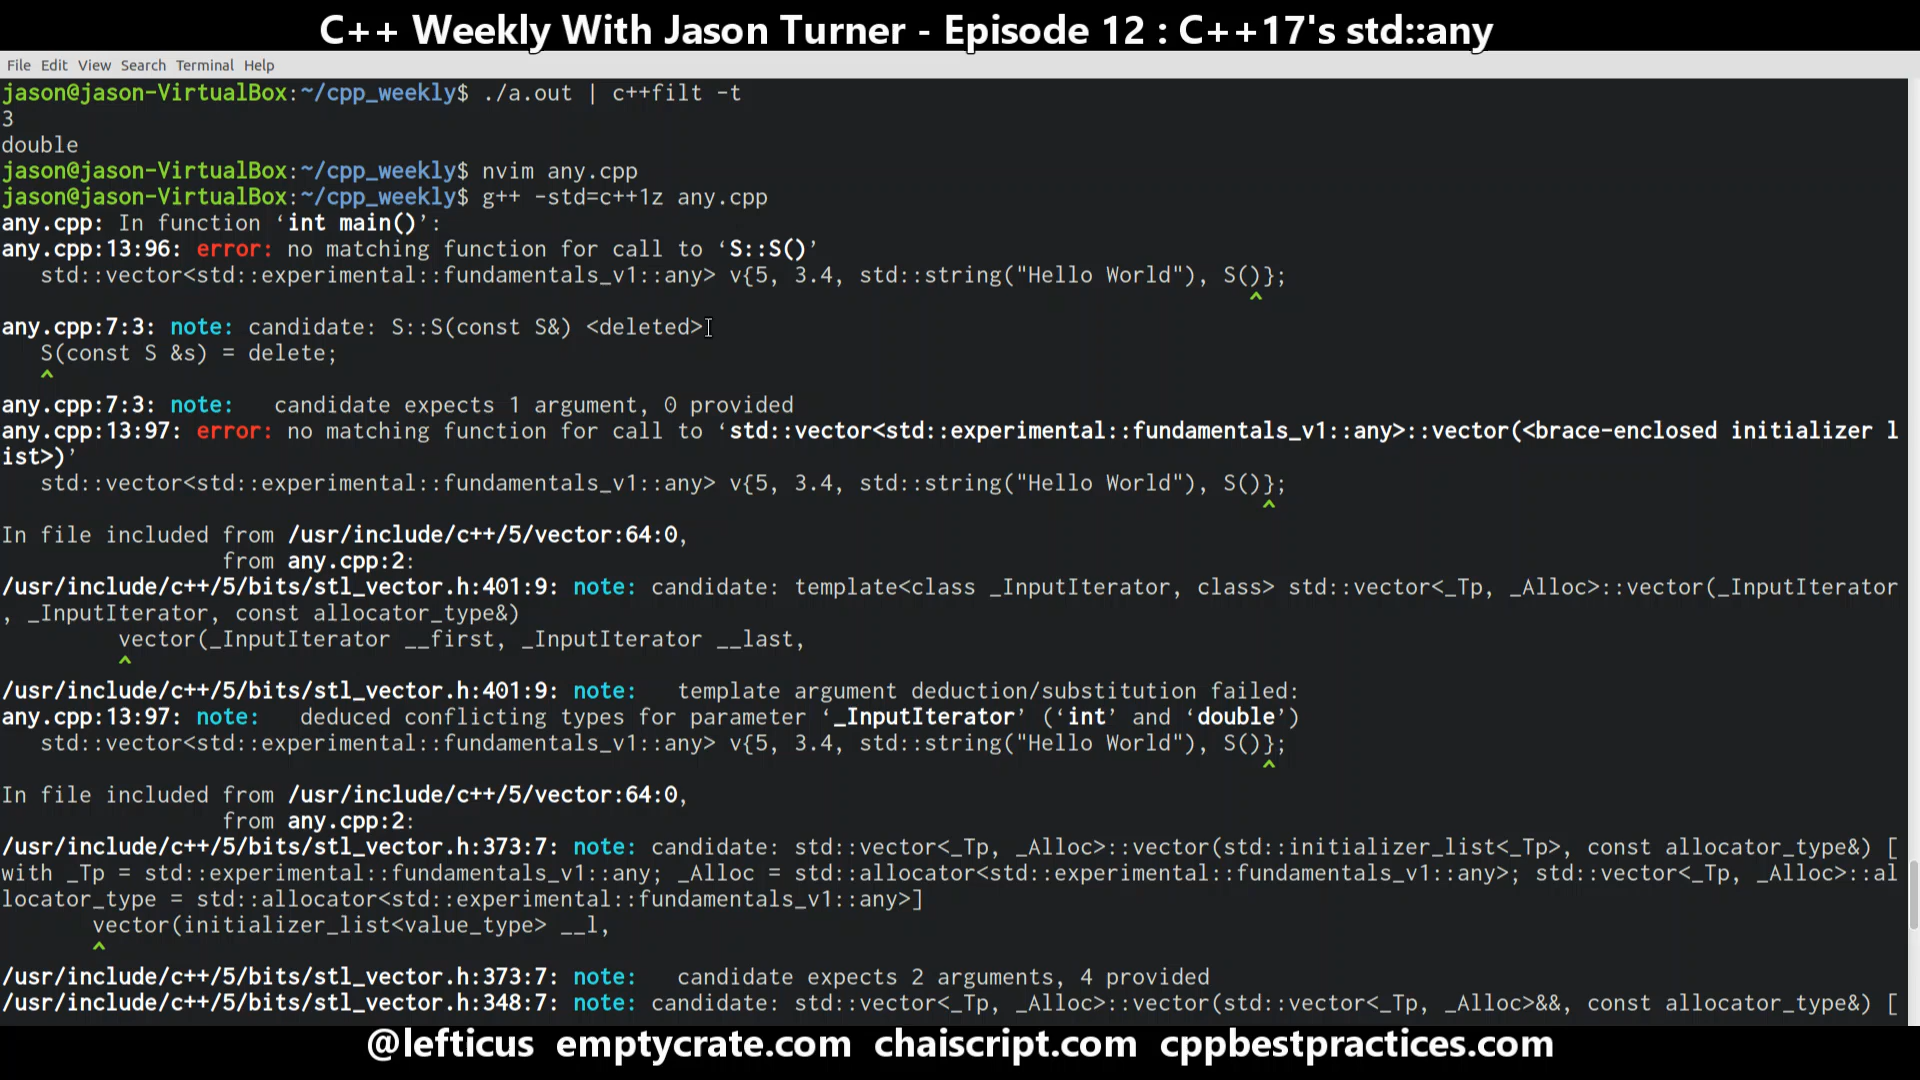 C++ Weekly With Jason Turner - Episode 12 : C++17's std::any
File Edit View Search Terminal Help
jason@jason-VirtualBox:~/cpp_weekly$ ./a.out | c++filt -t
3
double
jason@jason-VirtualBox:~/cpp_weekly$ nvim any.cpp
jason@jason-VirtualBox:~/cpp_weekly$ g++ -std=c++1z any.cpp
any.cpp: In function ‘int main()’:
any.cpp:13:96: error: no matching function for call to ‘S::S()’
   std::vector<std::experimental::fundamentals_v1::any> v{5, 3.4, std::string("Hello World"), S()};
^
any.cpp:7:3: note: candidate: S::S(const S&) <deleted>
   S(const S &s) = delete;
   ^
any.cpp:7:3: note:   candidate expects 1 argument, 0 provided
any.cpp:13:97: error: no matching function for call to ‘std::vector<std::experimental::fundamentals_v1::any>::vector(<brace-enclosed initializer l
ist>)’
   std::vector<std::experimental::fundamentals_v1::any> v{5, 3.4, std::string("Hello World"), S()};
^
In file included from /usr/include/c++/5/vector:64:0,
                 from any.cpp:2:
/usr/include/c++/5/bits/stl_vector.h:401:9: note: candidate: template<class _InputIterator, class> std::vector<_Tp, _Alloc>::vector(_InputIterator
, _InputIterator, const allocator_type&)
         vector(_InputIterator __first, _InputIterator __last,
         ^
/usr/include/c++/5/bits/stl_vector.h:401:9: note:   template argument deduction/substitution failed:
any.cpp:13:97: note:   deduced conflicting types for parameter ‘_InputIterator’ (‘int’ and ‘double’)
   std::vector<std::experimental::fundamentals_v1::any> v{5, 3.4, std::string("Hello World"), S()};
^
In file included from /usr/include/c++/5/vector:64:0,
                 from any.cpp:2:
/usr/include/c++/5/bits/stl_vector.h:373:7: note: candidate: std::vector<_Tp, _Alloc>::vector(std::initializer_list<_Tp>, const allocator_type&) [
with _Tp = std::experimental::fundamentals_v1::any; _Alloc = std::allocator<std::experimental::fundamentals_v1::any>; std::vector<_Tp, _Alloc>::al
locator_type = std::allocator<std::experimental::fundamentals_v1::any>]
       vector(initializer_list<value_type> __l,
       ^
/usr/include/c++/5/bits/stl_vector.h:373:7: note:   candidate expects 2 arguments, 4 provided
/usr/include/c++/5/bits/stl_vector.h:348:7: note: candidate: std::vector<_Tp, _Alloc>::vector(std::vector<_Tp, _Alloc>&&, const allocator_type&) [
@lefticus emptycrate.com chaiscript.com cppbestpractices.com